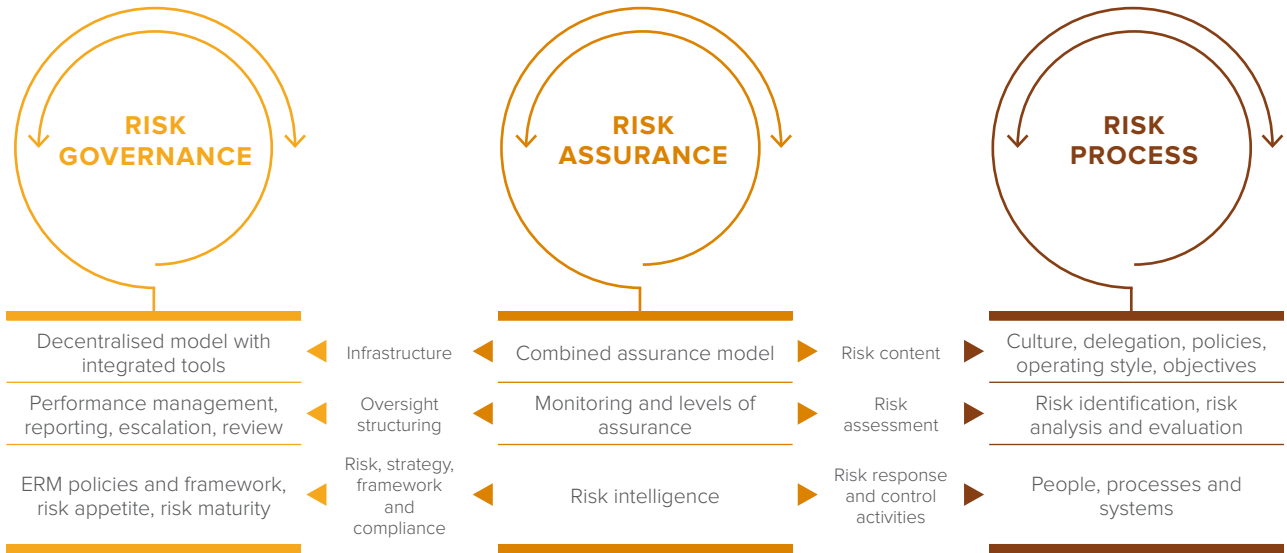 RISK
GOVERNANCE
RISK
ASSURANCE
RISK
PROCESS
Decentralised model with
integrated tools
Infrastructure
Combined assurance model
Risk content
Culture, delegation, policies,
operating style, objectives
Performance management,
reporting, escalation, review
Oversight
structuring
Monitoring and levels of
assurance
Risk
assessment
Risk identification, risk
analysis and evaluation
ERM policies and framework,
risk appetite, risk maturity
Risk, strategy,
framework
and
compliance
Risk intelligence
Risk response
and control
activities
People, processes and
systems